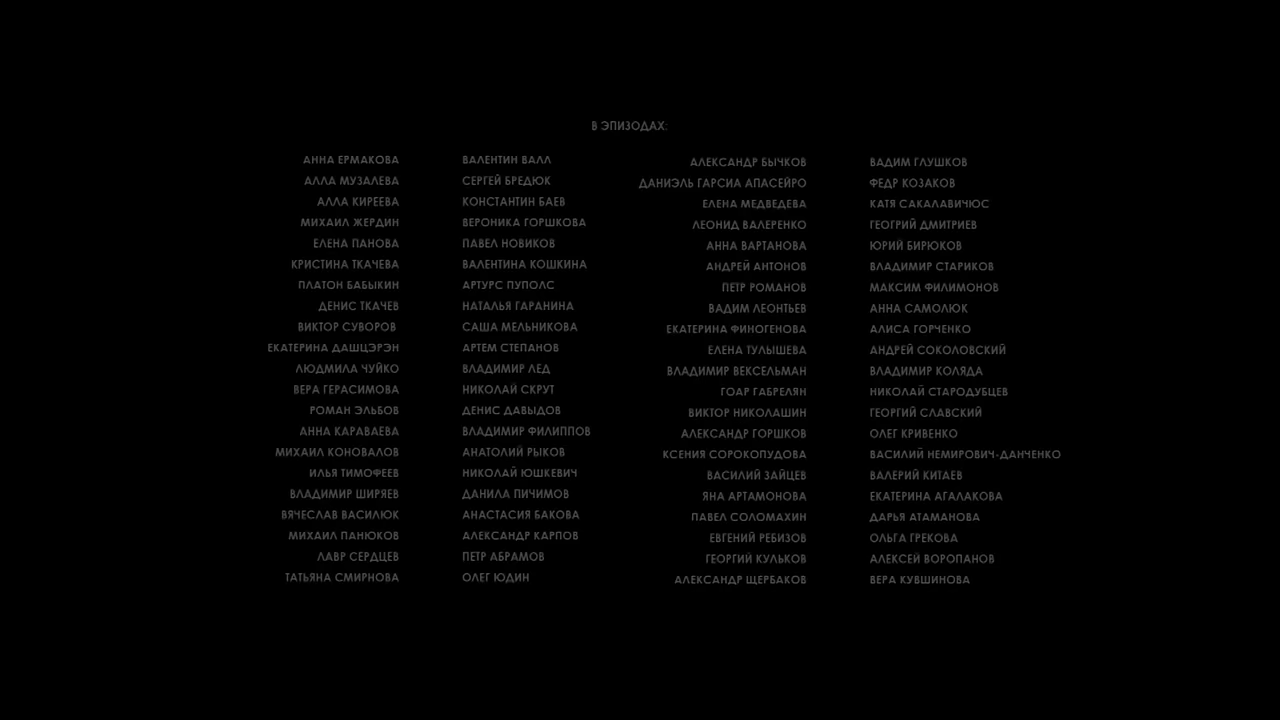 В ЭПИЗОДАХ:
АННА ЕРМАКОВА
АЛЛА МУЗАЛЕВА
АЛЛА КИРЕЕВА
МИХАИЛ ЖЕРДИН
ЕЛЕНА ПАНОВА
КРИСТИНА ТКАЧЕВА
ПЛАТОН БАБЫКИН
ДЕНИС ТКАЧЕВ
ВИКТОР СУВОРОВ
ЕКАТЕРИНА ДАШЦЭРЭН
ЛЮДМИЛА ЧУЙКО
ВЕРА ГЕРАСИМОВА
РОМАН ЭЛЬБОВ
АННА КАРАВАЕВА
МИХАИЛ КОНОВАЛОВ
ИЛЬЯ ТИМОФЕЕВ
ВЛАДИМИР ШИРЯЕВ
ВЯЧЕСЛАВ ВАСИЛЮК
МИХАИЛ ПАНЮКОВ
ЛАВР СЕРДЦЕВ
ТАТЬЯНА СМИРНОВА
ВАЛЕНТИН ВАЛЛ
СЕРГЕЙ БРЕДЮК
КОНСТАНТИН БАЕВ
ВЕРОНИКА ГОРШКОВА
ПАВЕЛ НОВИКОВ
ВАЛЕНТИНА КОШКИНА
АРТУРС ПУПОЛС
НАТАЛЬЯ ГАРАНИНА
САША МЕЛЬНИКОВА
АРТЕМ СТЕПАНОВ
ВЛАДИМИР ЛЕД
НИКОЛАЙ СКРУТ
ДЕНИС ДАВЫДОВ
ВЛАДИМИР ФИЛИППОВ
АНАТОЛИЙ РЫКОВ
НИКОЛАЙ ЮШКЕВИЧ
ДАНИЛА ПИЧИМОВ
АНАСТАСИЯ БАКОВА
АЛЕКСАНДР КАРПОВ
ПЕТР АБРАМОВ
ОЛЕГ ЮДИН
АЛЕКСАНДР БЫЧКОВ
ДАНИЭЛЬ ГАРСИА АПАСЕЙРО
ЕЛЕНА МЕДВЕДЕВА
ЛЕОНИД ВАЛЕРЕНКО
АННА ВАРТАНОВА
АНДРЕЙ АНТОНОВ
ПЕТР РОМАНОВ
ВАДИМ ЛЕОНТЬЕВ
ЕКАТЕРИНА ФИНОГЕНОВА
ЕЛЕНА ТУЛЫШЕВА
ВЛАДИМИР ВЕКСЕЛЬМАН
ГОАР ГАБРЕЛЯН
ВИКТОР НИКОЛАШИН
АЛЕКСАНДР ГОРШКОВ
КСЕНИЯ СОРОКОПУДОВА
ВАСИЛИЙ ЗАЙЦЕВ
ЯНА АРТАМОНОВА
ПАВЕЛ СОЛОМАХИН
ЕВГЕНИЙ РЕБИЗОВ
ГЕОРГИЙ КУЛЬКОВ
АЛЕКСАНДР ЩЕРБАКОВ
ВАДИМ ГЛУШКОВ
ФЕДР КОЗАКОВ
КАТЯ САКАЛАВИЧЮС
ГЕОГРИЙ ДМИТРИЕВ
ЮРИЙ БИРЮКОВ
ВЛАДИМИР СТАРИКОВ
МАКСИМ ФИЛИМОНОВ
АННА САМОЛЮК
АЛИСА ГОРЧЕНКО
АНДРЕЙ СОКОЛОВСКИЙ
ВЛАДИМИР КОЛЯДА
НИКОЛАЙ СТАРОДУБЦЕВ
ГЕОРГИЙ СЛАВСКИЙ
ОЛЕГ КРИВЕНКО
ВАСИЛИЙ НЕМИРОВИЧ-ДАНЧЕНКО
ВАЛЕРИЙ КИТАЕВ
ЕКАТЕРИНА АГАЛАКОВА
ДАРЬЯ АТАМАНОВА
ОЛЬГА ГРЕКОВА
АЛЕКСЕЙ ВОРОПАНОВ
ВЕРА КУВШИНОВА